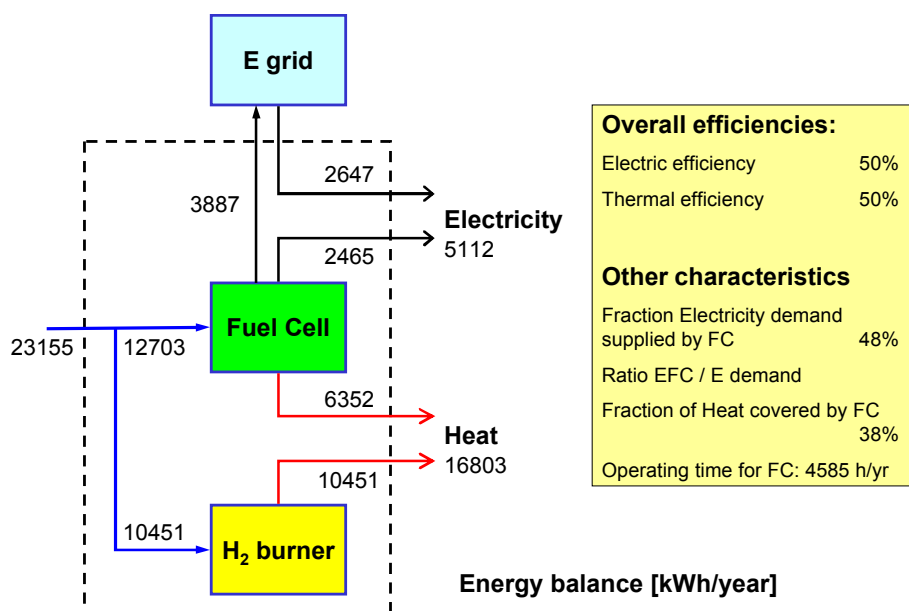 E grid
2647
3887
Electricity
5112
2465
Fuel Cell
23155
12703
6352
Heat
16803
10451
10451
H₂ burner
Energy balance [kWh/year]
Overall efficiencies:
Electric efficiency 50%
Thermal efficiency 50%
Other characteristics
Fraction Electricity demand
supplied by FC 48%
Ratio EFC / E demand
Fraction of Heat covered by FC
38%
Operating time for FC: 4585 h/yr